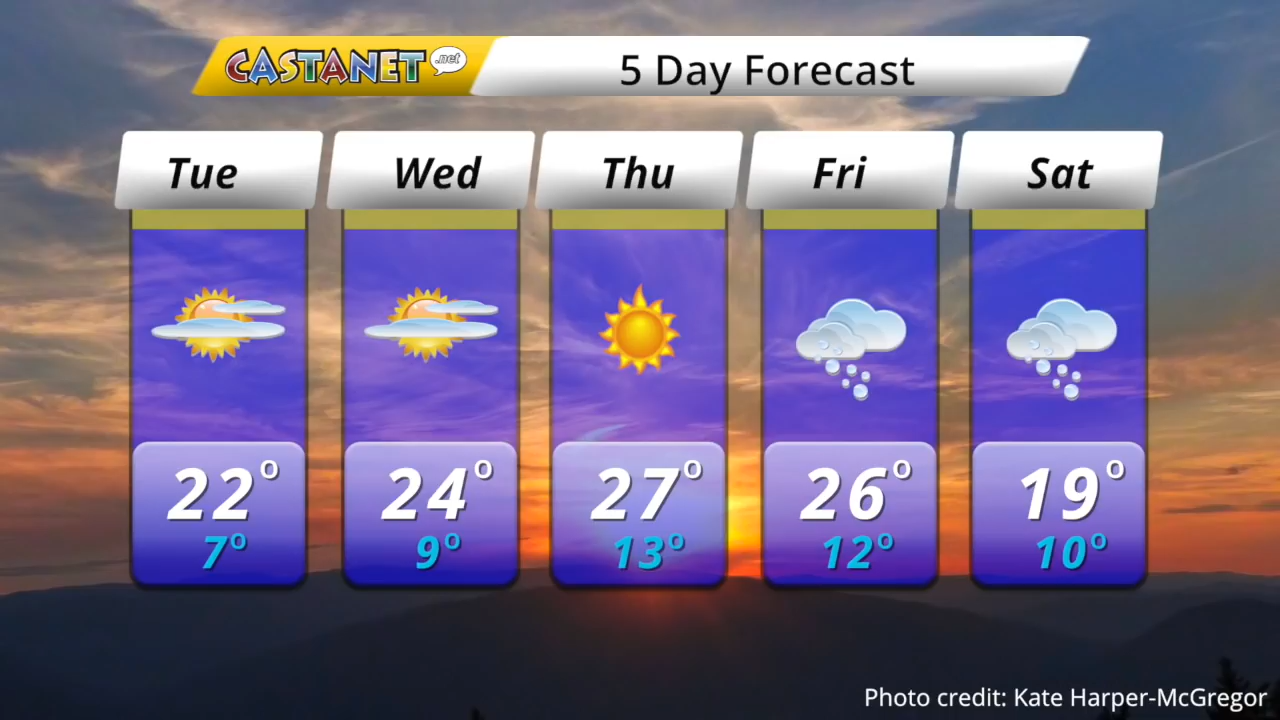 CASTANET .net
5 Day Forecast
Tue Wed Thu Fri Sat
22° 24° 27° 26° 19°
7° 9° 13° 12° 10°
Photo credit: Kate Harper-McGregor